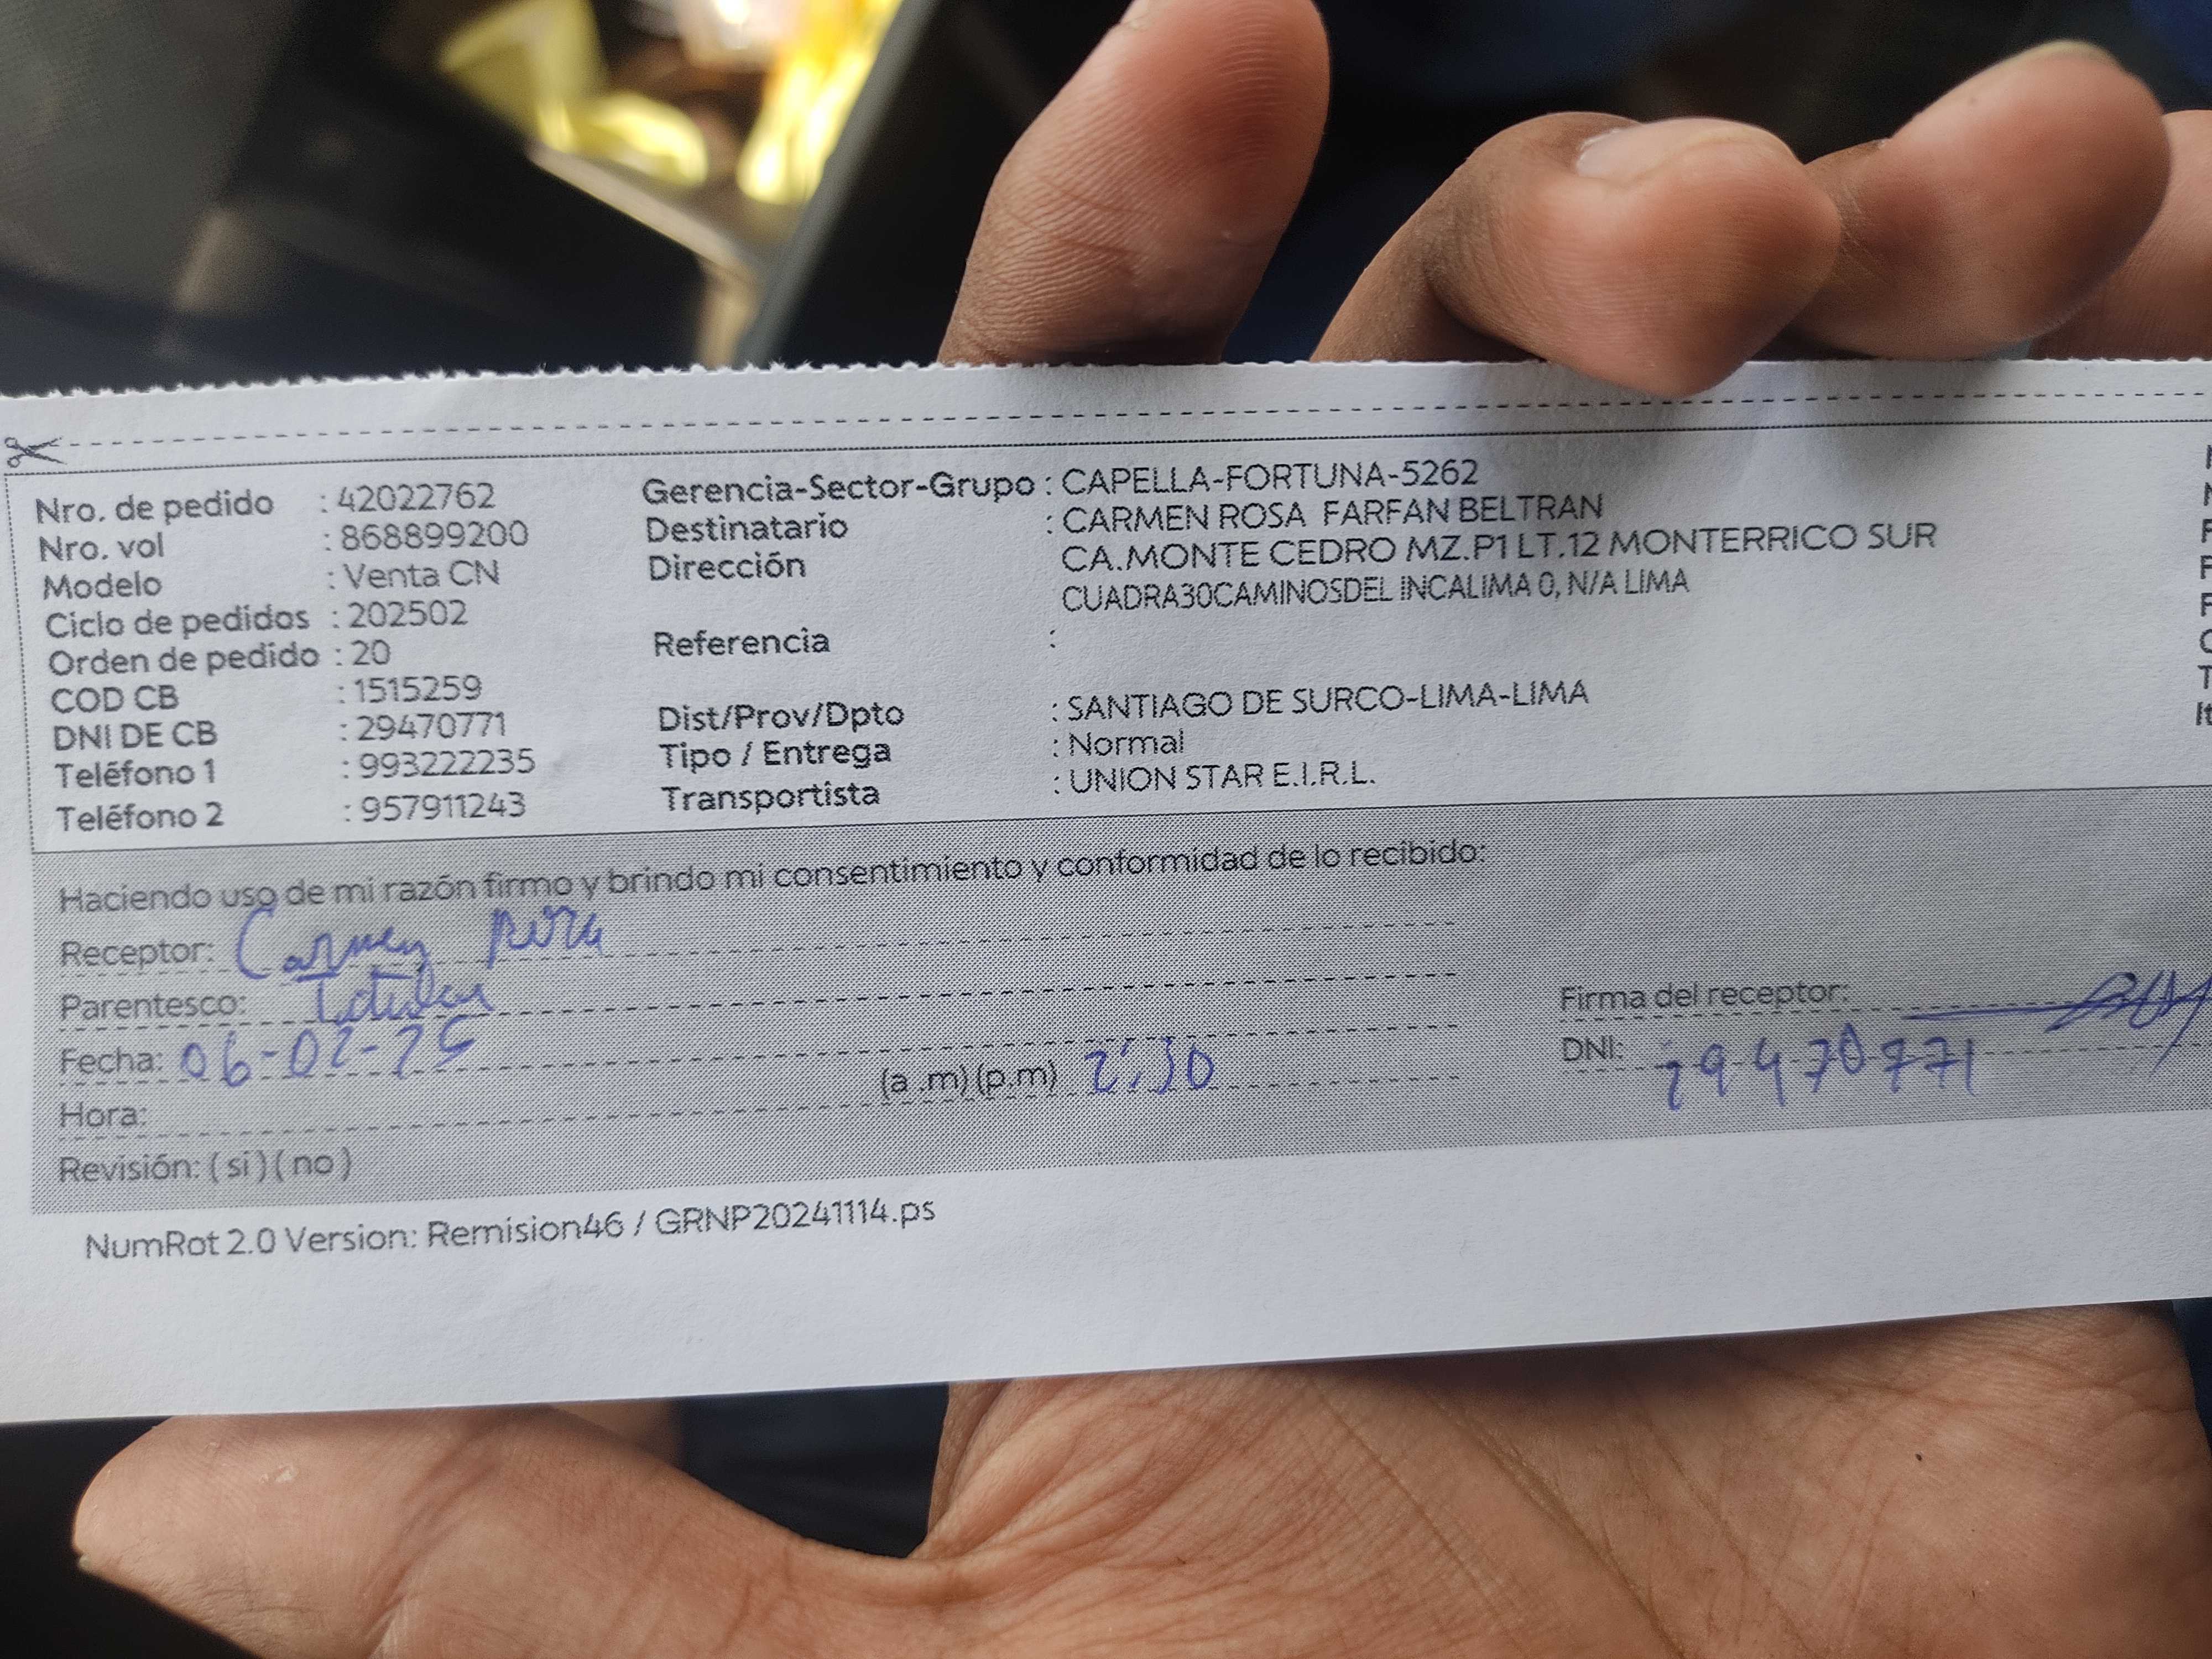 Nro. de pedido : 42022762
Nro. vol : 868899200
Modelo : Venta CN
Ciclo de pedidos : 202502
Orden de pedido : 20
COD CB : 1515259
DNI DE CB : 29470771
Teléfono 1 : 993222235
Teléfono 2 : 957911243
Gerencia-Sector-Grupo : CAPELLA-FORTUNA-5262
Destinatario : CARMEN ROSA FARFAN BELTRAN
Dirección CA.MONTE CEDRO MZ.P1 LT.12 MONTERRICO SUR
CUADRA30CAMINOSDEL INCALIMA 0, N/A LIMA
Referencia :
Dist/Prov/Dpto : SANTIAGO DE SURCO-LIMA-LIMA
Tipo / Entrega : Normal
Transportista : UNION STAR E.I.R.L.
Haciendo uso de mi razón firmo y brindo mi consentimiento y conformidad de lo recibido:
Receptor: Carmen
Parentesco: Titular
Fecha: 06-02-25
Hora: (a .m) (p.m) 2:30
Revisión: ( si ) ( no )
Firma del receptor:
DNI: 29470771
NumRot 2.0 Version: Remision46 / GRNP20241114.ps